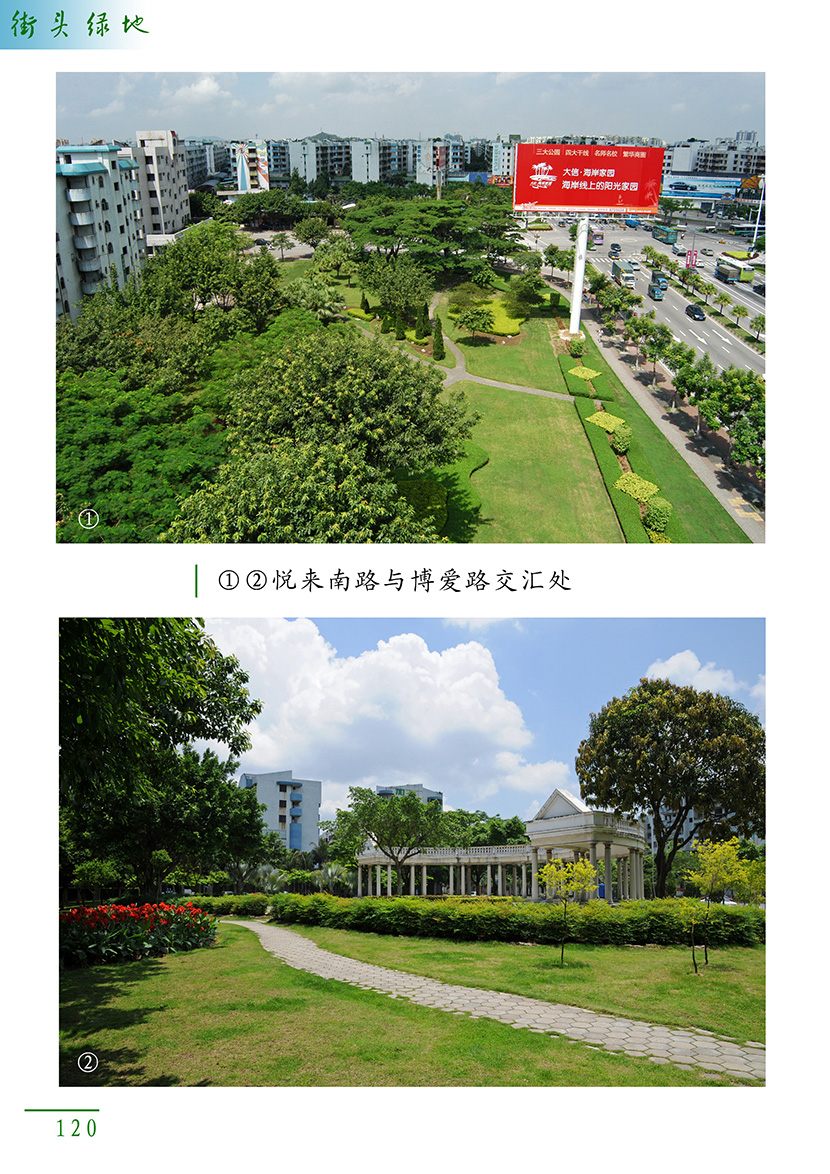 街头绿地
三大公园 四大干线 名师名校 繁华商圈
大信·海岸家园
海岸线上的阳光家园
①
①②悦来南路与博爱路交汇处
②
120